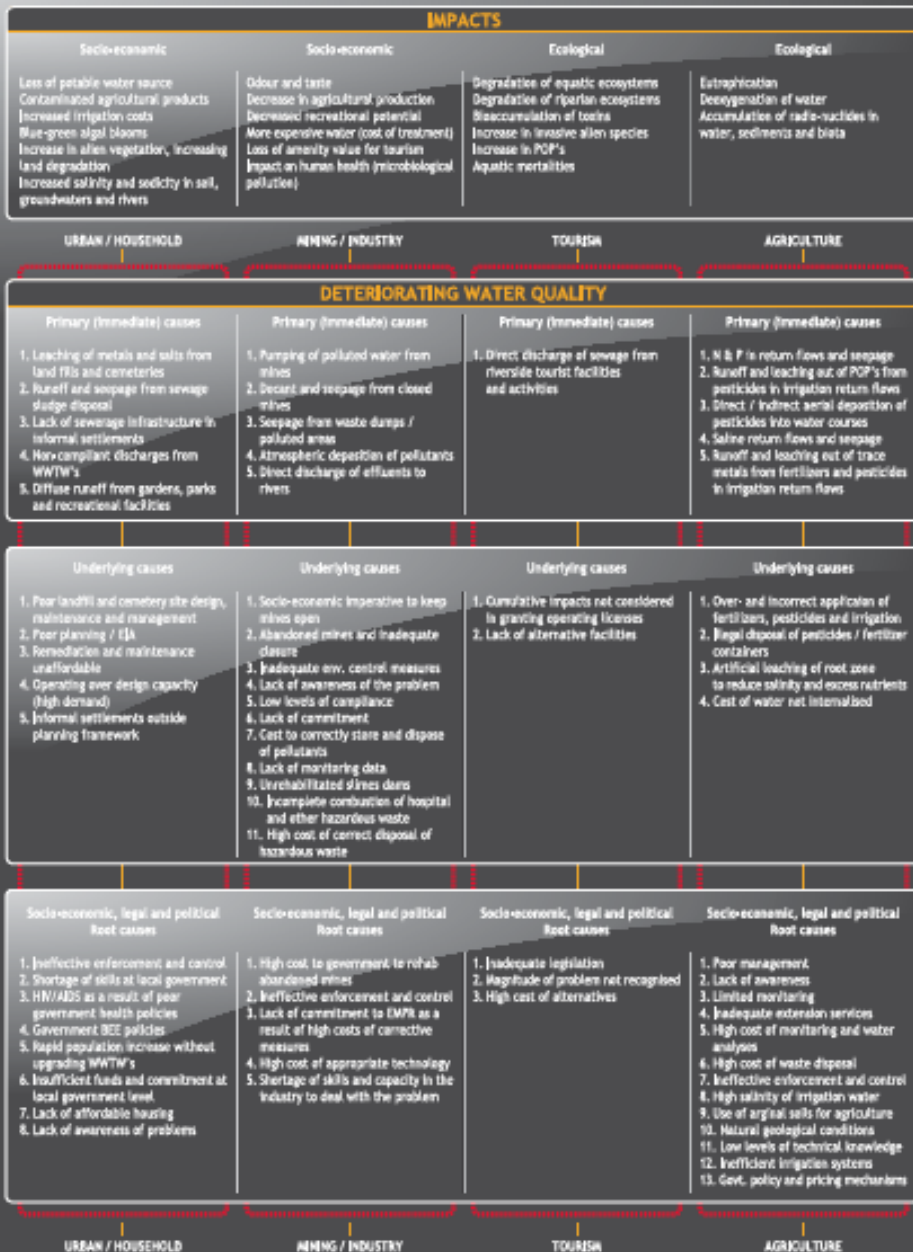 IMPACTS
Socio-economic
Loss of potable water source
Contaminated agricultural products
Increased irrigation costs
Blue-green algal blooms
Increase in alien vegetation, increasing
land degradation
Increased salinity and sodicity in soil,
groundwaters and rivers
Socio-economic
Odour and taste
Decrease in agricultural production
Decreased recreational potential
More expensive water (cost of treatment)
Loss of amenity value for tourism
Impact on human health (microbiological
pollution)
Ecological
Degradation of equatic ecosystems
Degradation of riparian ecosystems
Bioaccumulation of toxins
Increase in invasive alien species
Increase in POP's
Aquatic mortalities
Ecological
Eutrophication
Deoxygenation of water
Accumulation of radio-nuclides in
water, sediments and biota
URBAN / HOUSEHOLD
MINING / INDUSTRY
TOURISM
AGRICULTURE
DETERIORATING WATER QUALITY
Primary (immediate) causes
1. Leaching of metals and salts from
land fills and cemeteries
2. Runoff and seepage from sewage
sludge disposal
3. Lack of sewerage infrastructure in
informal settlements
4. Non-compliant discharges from
WWTW's
5. Diffuse runoff from gardens, parks
and recreational facilities
Primary (immediate) causes
1. Pumping of polluted water from
mines
2. Decant and seepage from closed
mines
3. Seepage from waste dumps /
polluted areas
4. Atmospheric deposition of pollutants
5. Direct discharge of effluents to
rivers
Primary (immediate) causes
1. Direct discharge of sewage from
riverside tourist facilities
and activities
Primary (immediate) causes
1. N & P in return flows and seepage
2. Runoff and leaching out of POP's from
pesticides in irrigation return flows
3. Direct / indirect aerial deposition of
pesticides into water courses
4. Saline return flows and seepage
5. Runoff and leaching out of trace
metals from fertilizers and pesticides
in irrigation return flows
Underlying causes
1. Poor landfill and cemetery site design,
maintenance and management
2. Poor planning / EIA
3. Remediation and maintenance
unaffordable
4. Operating over design capacity
(high demand)
5. Informal settlements outside
planning framework
Underlying causes
1. Socio-economic imperative to keep
mines open
2. Abandoned mines and inadequate
closure
3. Inadequate env. control measures
4. Lack of awareness of the problem
5. Low levels of compliance
6. Lack of commitment
7. Cost to correctly store and dispose
of pollutants
8. Lack of monitoring data
9. Unrehabilitated slimes dams
10. Incomplete combustion of hospital
and other hazardous waste
11. High cost of correct disposal of
hazardous waste
Underlying causes
1. Cumulative impacts not considered
in granting operating licenses
2. Lack of alternative facilities
Underlying causes
1. Over- and incorrect applicaion of
fertilizers, pesticides and irrigation
2. Illegal disposal of pesticides / fertilizer
containers
3. Artificial leaching of root zone
to reduce salinity and excess nutrients
4. Cost of water not internalised
Socio-economic, legal and political
Root causes
1. Ineffective enforcement and control
2. Shortage of skills at local government
3. HIV/AIDS as a result of poor
government health policies
4. Government BEE policies
5. Rapid population increase without
upgrading WWTW's
6. Insufficient funds and commitment at
local government level
7. Lack of affordable housing
8. Lack of awareness of problems
Socio-economic, legal and political
Root causes
1. High cost to government to rehab
abandoned mines
2. Ineffective enforcement and control
3. Lack of commitment to EMPR as a
result of high costs of corrective
measures
4. High cost of appropriate technology
5. Shortage of skills and capacity in the
industry to deal with the problem
Socio-economic, legal and political
Root causes
1. Inadequate legislation
2. Magnitude of problem not recognised
3. High cost of alternatives
Socio-economic, legal and political
Root causes
1. Poor management
2. Lack of awareness
3. Limited monitoring
4. Inadequate extension services
5. High cost of monitoring and water
analyses
6. High cost of waste disposal
7. Ineffective enforcement and control
8. High salinity of irrigation water
9. Use of arginal soils for agriculture
10. Natural geological conditions
11. Low levels of technical knowledge
12. Inefficient irrigation systems
13. Govt. policy and pricing mechanisms
URBAN / HOUSEHOLD
MINING / INDUSTRY
TOURISM
AGRICULTURE